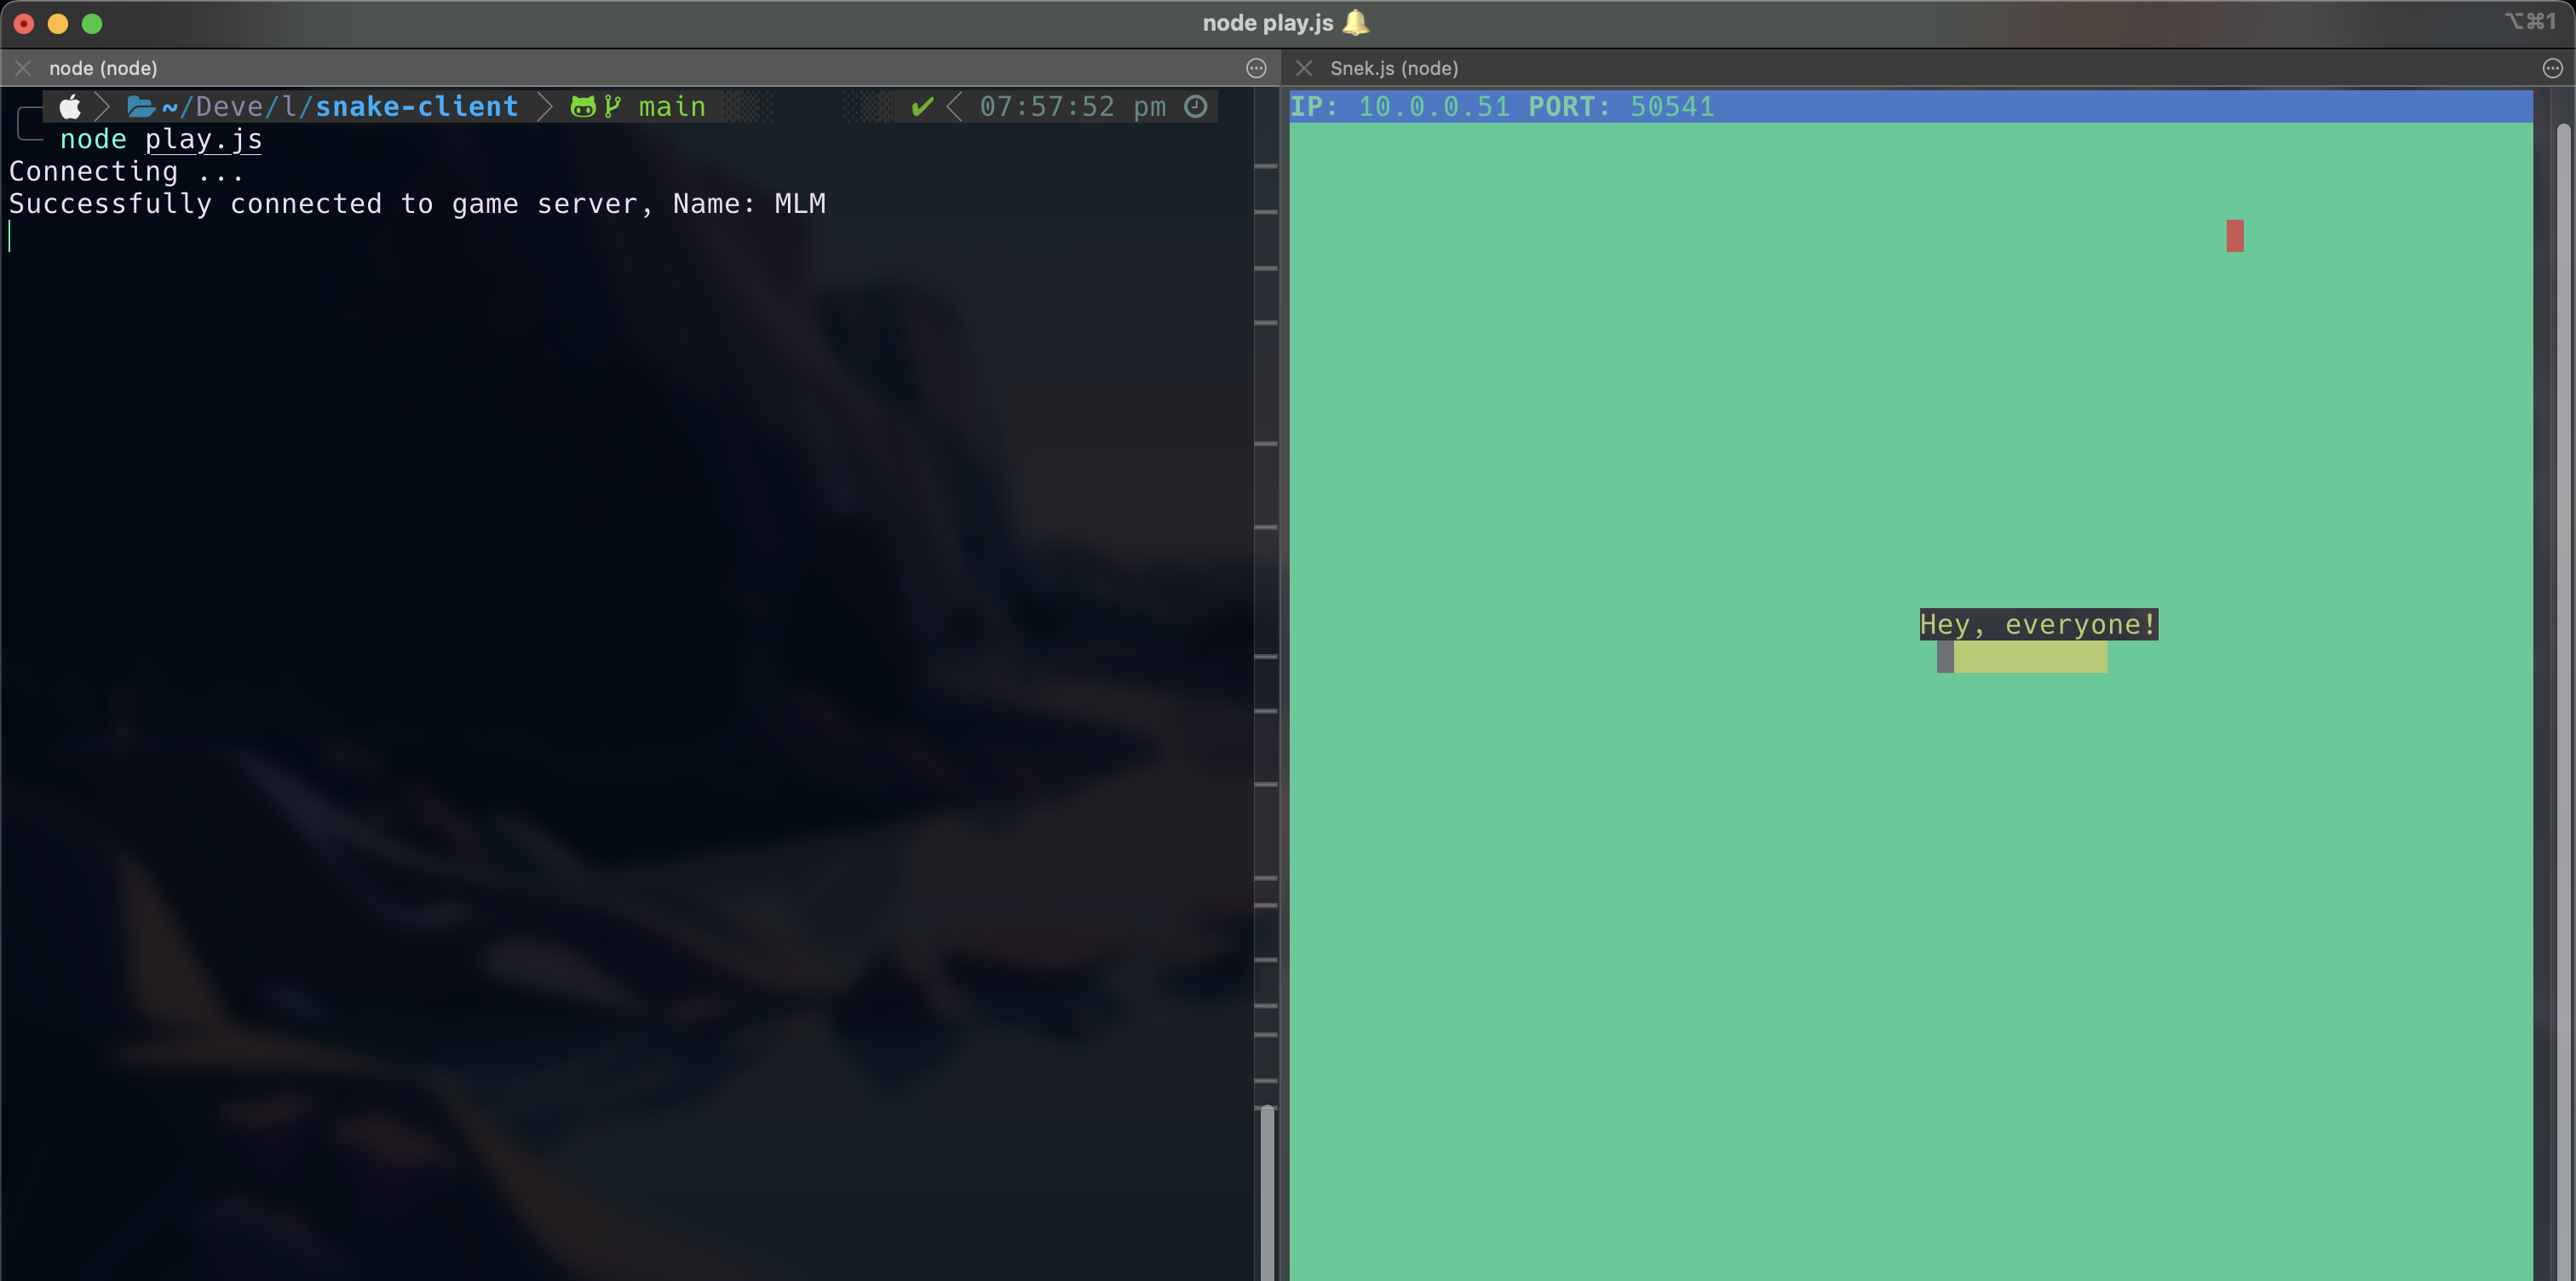 node play.js 🔔
⌥⌘1
node (node)
Snek.js (node)
~/Deve/l/snake-client main ✔ 07:57:52 pm
node play.js
Connecting ...
Successfully connected to game server, Name: MLM
IP: 10.0.0.51 PORT: 50541
Hey, everyone!